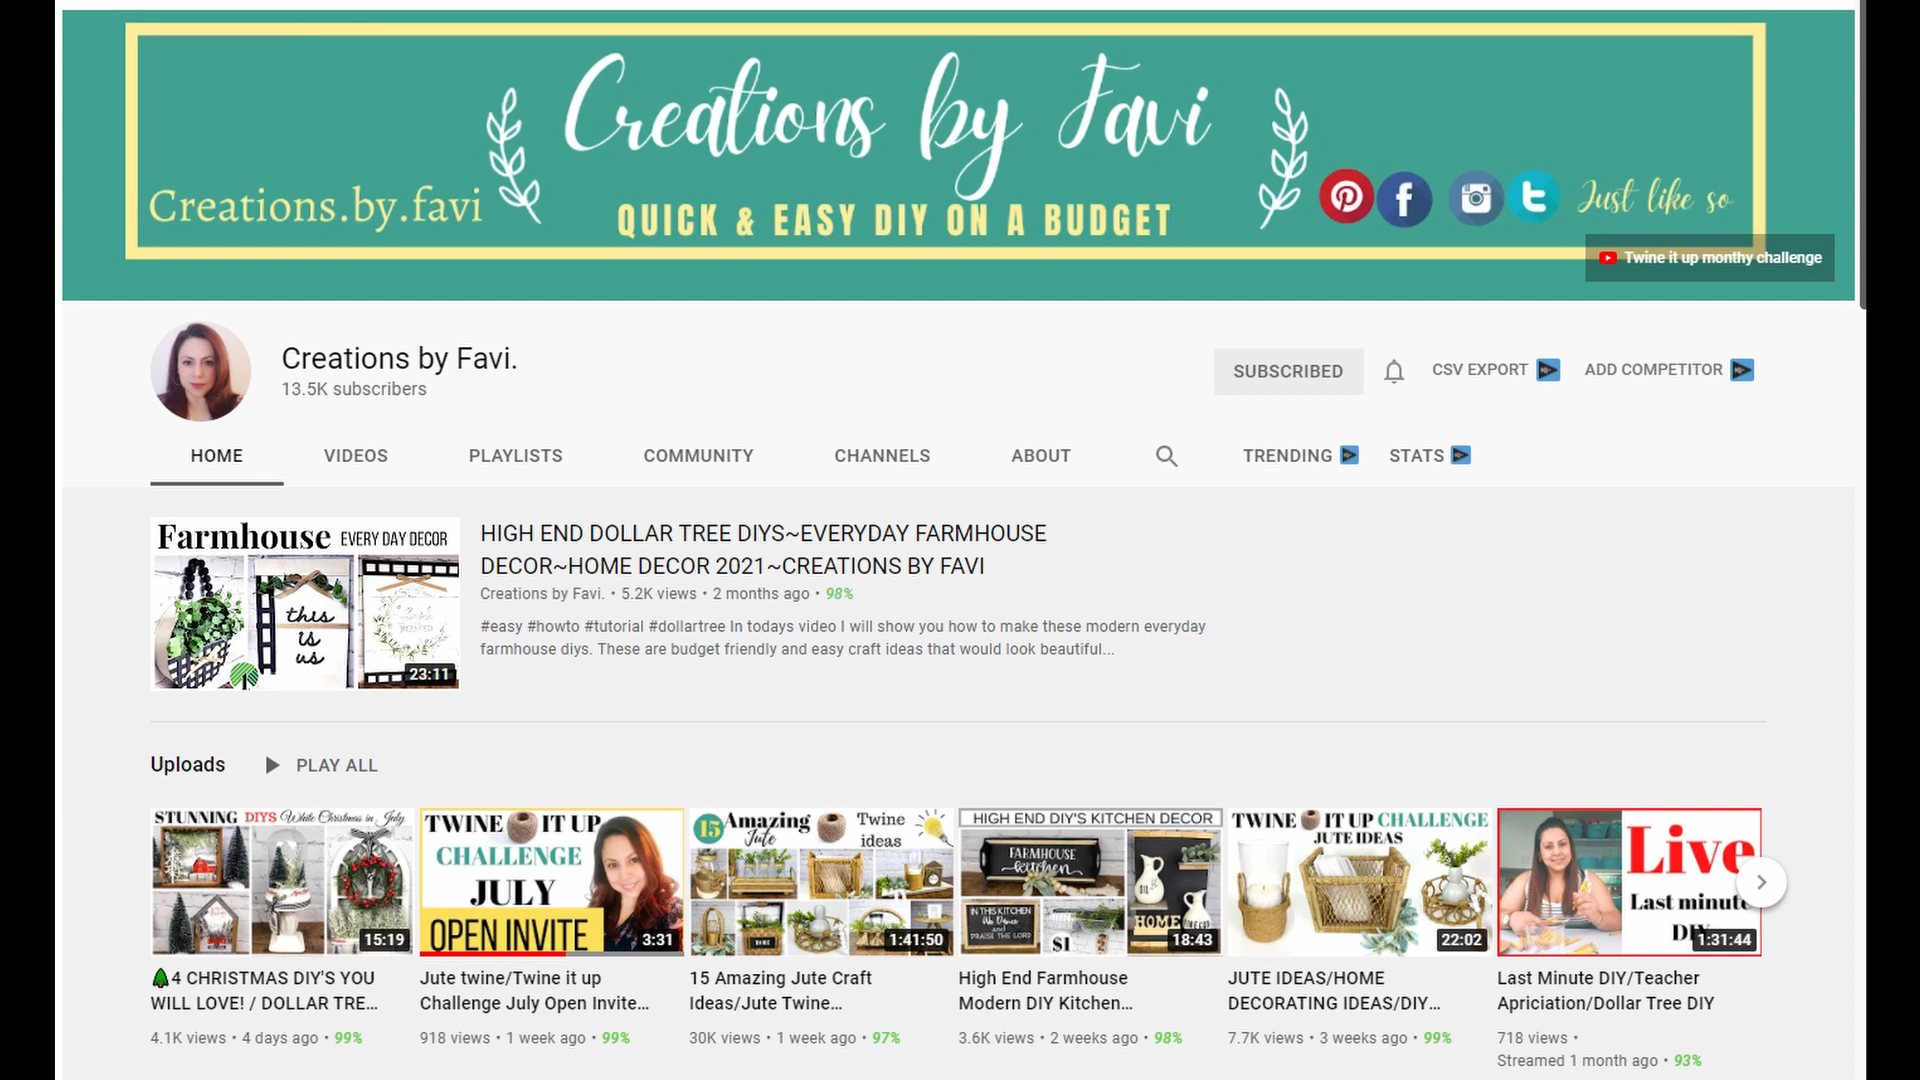 Creations by Favi
Creations.by.favi
QUICK & EASY DIY ON A BUDGET
Just like so
Twine it up monthy challenge
Creations by Favi.
13.5K subscribers
SUBSCRIBED
CSV EXPORT
ADD COMPETITOR
HOME VIDEOS PLAYLISTS COMMUNITY CHANNELS ABOUT TRENDING STATS
Farmhouse EVERY DAY DECOR
this
is
us
23:11
HIGH END DOLLAR TREE DIYS~EVERYDAY FARMHOUSE
DECOR~HOME DECOR 2021~CREATIONS BY FAVI
Creations by Favi. • 5.2K views • 2 months ago • 98%
#easy #howto #tutorial #dollartree In todays video I will show you how to make these modern everyday
farmhouse diys. These are budget friendly and easy craft ideas that would look beautiful...
Uploads PLAY ALL
STUNNING DIYS White Christmas in July
15:19
🌲4 CHRISTMAS DIY'S YOU
WILL LOVE! / DOLLAR TRE...
4.1K views • 4 days ago • 99%
TWINE IT UP
CHALLENGE
JULY
OPEN INVITE
3:31
Jute twine/Twine it up
Challenge July Open Invite...
918 views • 1 week ago • 99%
15 Amazing Jute Twine ideas
HOME
1:41:50
15 Amazing Jute Craft
Ideas/Jute Twine...
30K views • 1 week ago • 97%
HIGH END DIY'S KITCHEN DECOR
FARMHOUSE
kitchen
IN THIS KITCHEN
We Dance
and
PRAISE THE LORD
$1
HOME
18:43
High End Farmhouse
Modern DIY Kitchen...
3.6K views • 2 weeks ago • 98%
TWINE IT UP CHALLENGE
JUTE IDEAS
22:02
JUTE IDEAS/HOME
DECORATING IDEAS/DIY...
7.7K views • 3 weeks ago • 99%
Live
Last minute
DIY
1:31:44
Last Minute DIY/Teacher
Apriciation/Dollar Tree DIY
718 views •
Streamed 1 month ago • 93%